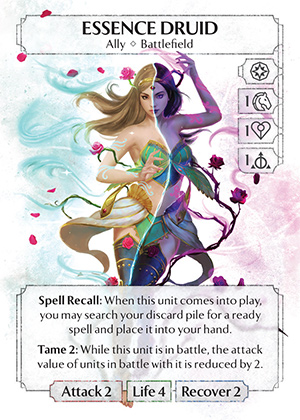 ESSENCE DRUID
Ally ◇ Battlefield
1
1
1
Spell Recall: When this unit comes into play,
you may search your discard pile for a ready
spell and place it into your hand.
Tame 2: While this unit is in battle, the attack
value of units in battle with it is reduced by 2.
Attack 2 Life 4 Recover 2